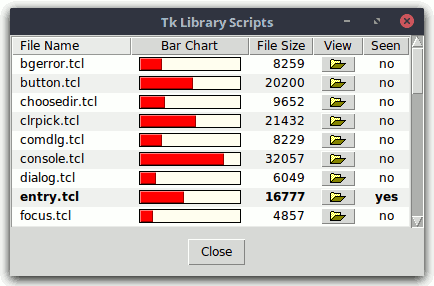 Tk Library Scripts
File Name Bar Chart File Size View Seen
bgerror.tcl 8259 no
button.tcl 20200 no
choosedir.tcl 9652 no
clrpick.tcl 21432 no
comdlg.tcl 8229 no
console.tcl 32057 no
dialog.tcl 6049 no
entry.tcl 16777 yes
focus.tcl 4857 no
Close